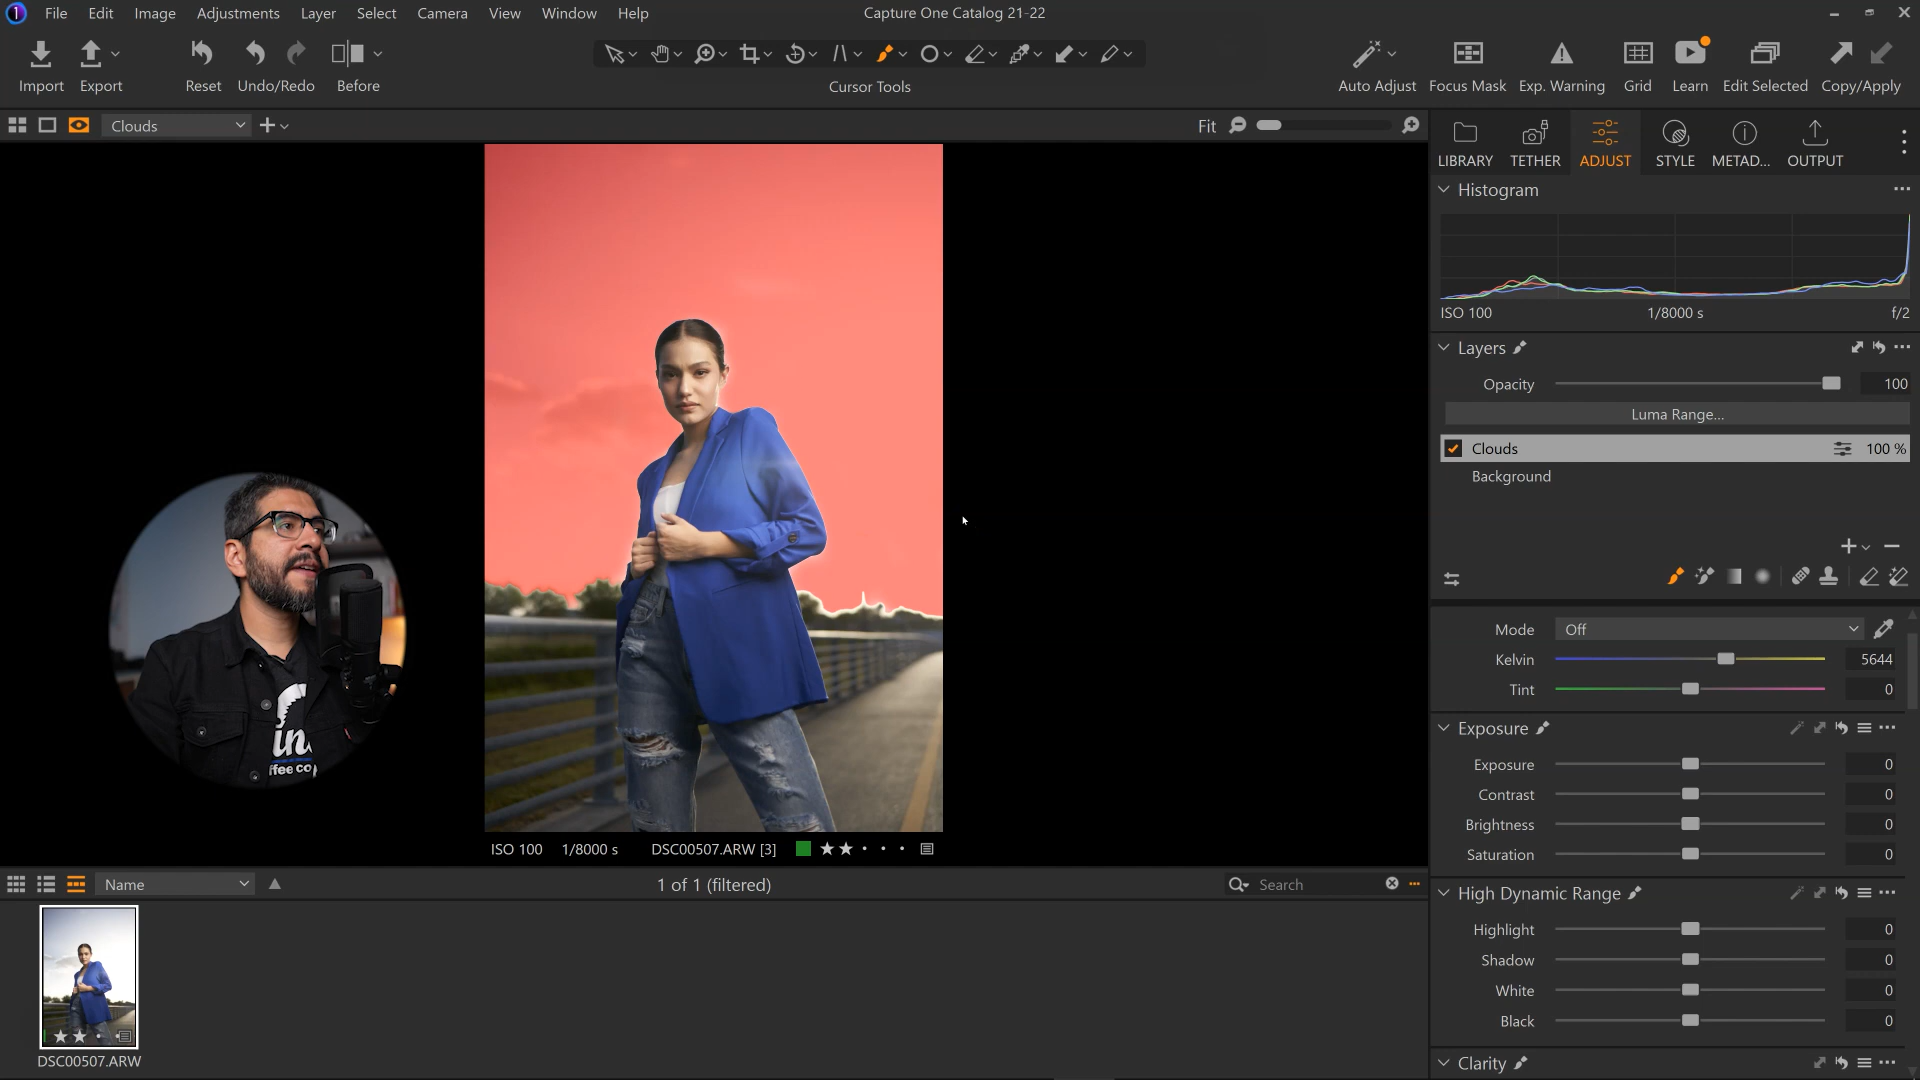 File Edit Image Adjustments Layer Select Camera View Window Help Capture One Catalog 21-22
Import Export Reset Undo/Redo Before Cursor Tools Auto Adjust Focus Mask Exp. Warning Grid Learn Edit Selected Copy/Apply
Clouds Fit
LIBRARY TETHER ADJUST STYLE METAD... OUTPUT
Histogram
ISO 100 1/8000 s f/2
Layers
Opacity 100
Luma Range...
Clouds 100 %
Background
Mode Off
Kelvin 5644
Tint 0
Exposure
Exposure 0
Contrast 0
Brightness 0
Saturation 0
High Dynamic Range
Highlight 0
Shadow 0
White 0
Black 0
Clarity
ISO 100 1/8000 s DSC00507.ARW [3]
Name 1 of 1 (filtered) Search
DSC00507.ARW